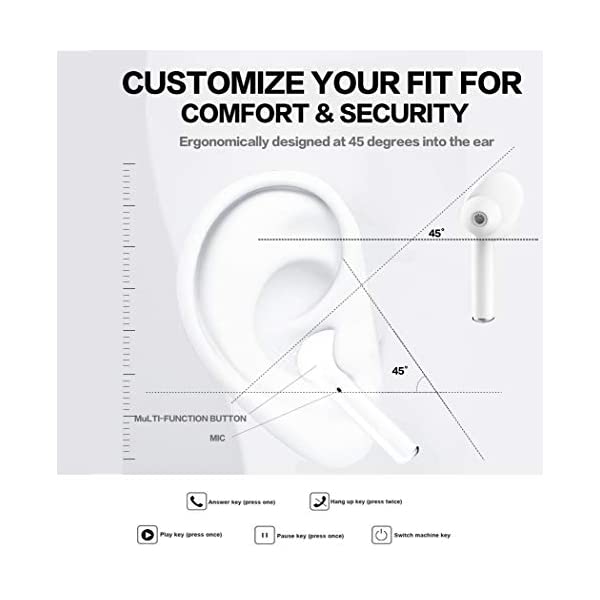 CUSTOMIZE YOUR FIT FOR
COMFORT & SECURITY
Ergonomically designed at 45 degrees into the ear
45°
45°
MuLTI-FUNCTION BUTTON
MIC
Answer key (press one) Hang up key (press twice)
Play key (press once) Pause key (press once) Switch machine key